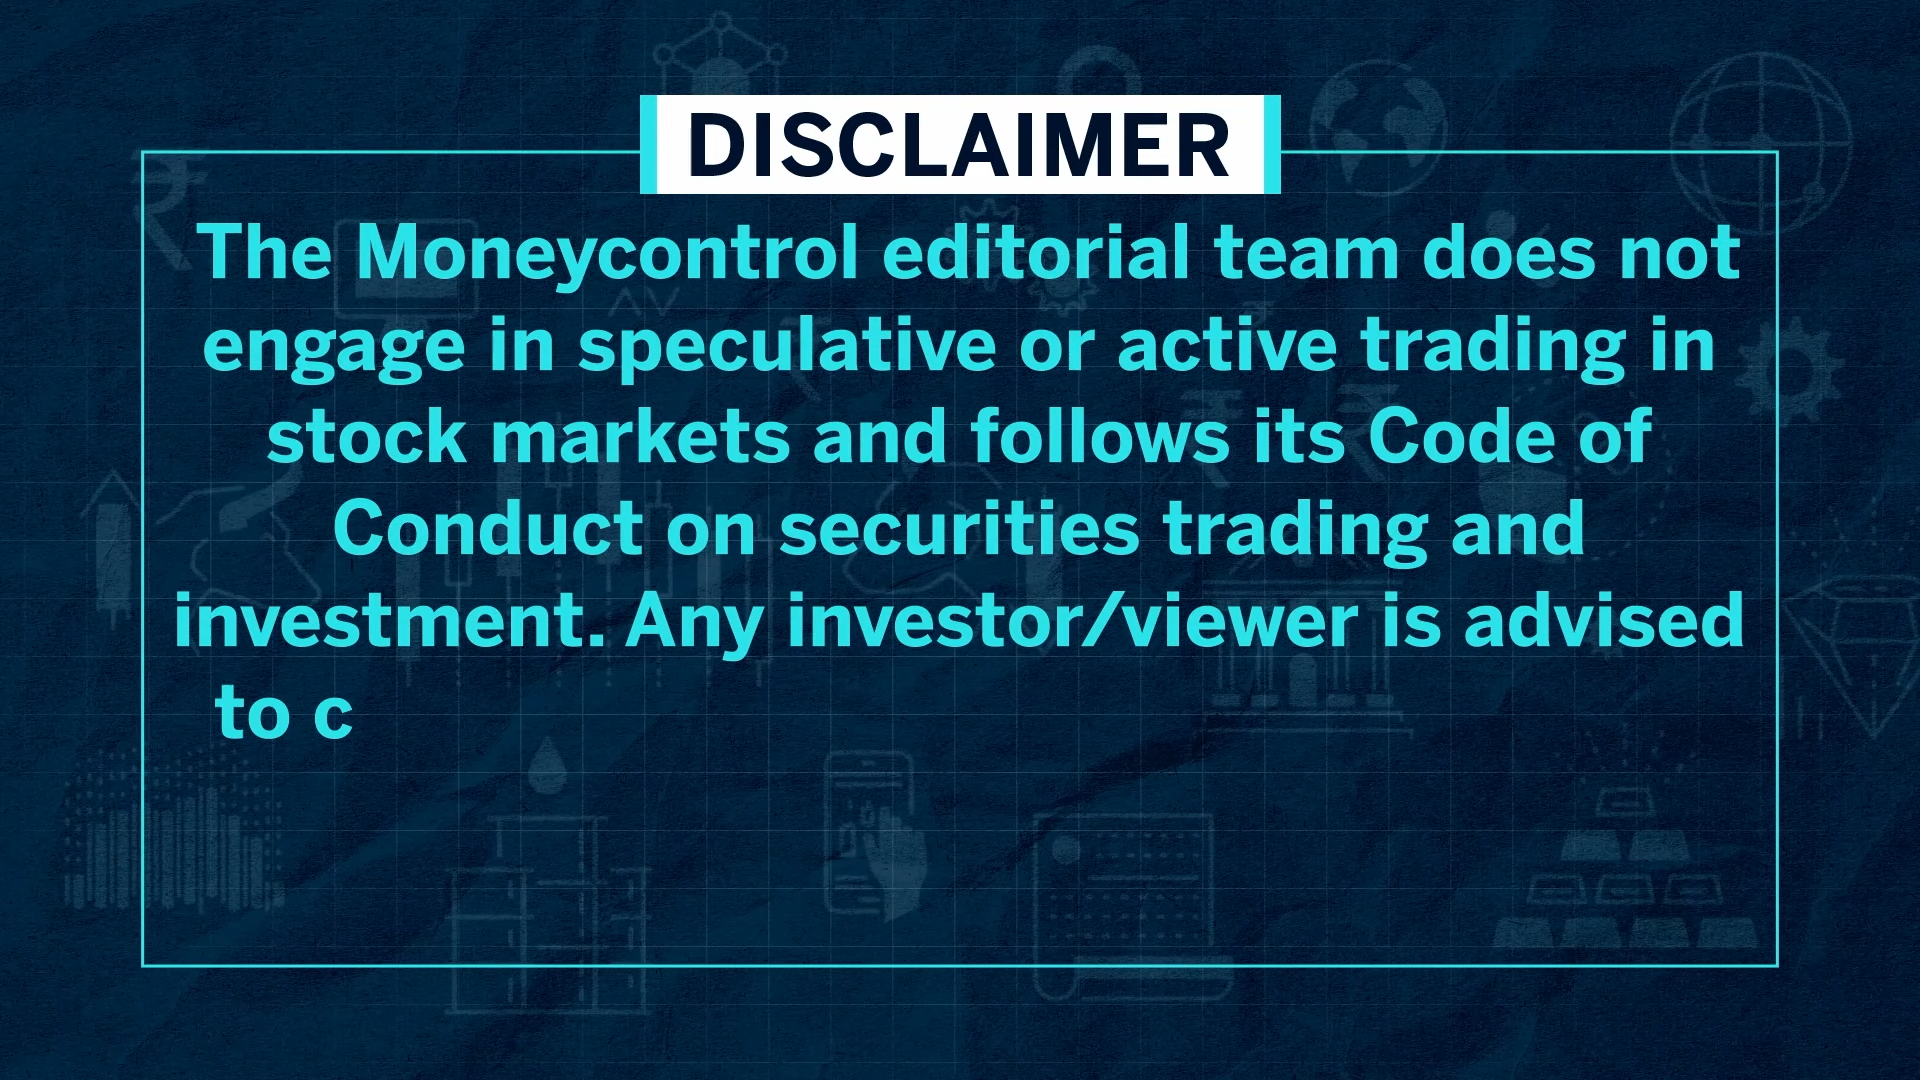 DISCLAIMER
The Moneycontrol editorial team does not
engage in speculative or active trading in
stock markets and follows its Code of
Conduct on securities trading and
investment. Any investor/viewer is advised
to c